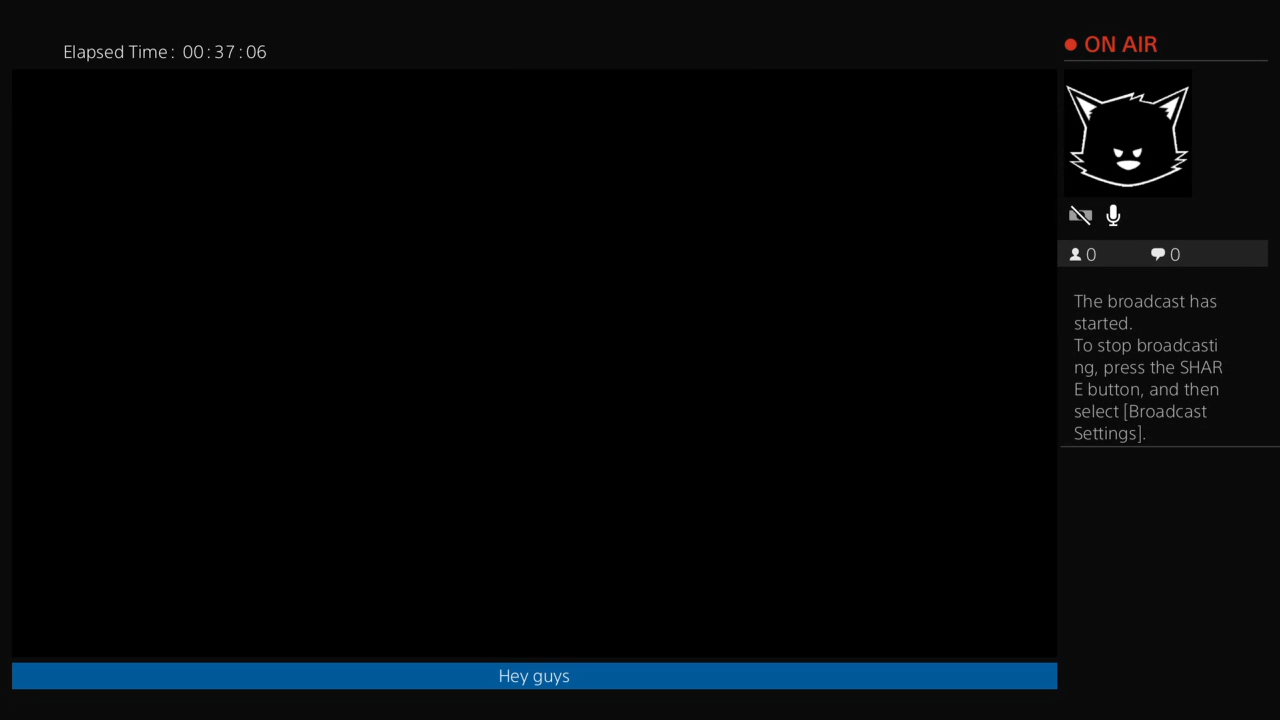 Elapsed Time: 00:37:06
ON AIR
0 0
The broadcast has
started.
To stop broadcasti
ng, press the SHAR
E button, and then
select [Broadcast
Settings].
Hey guys